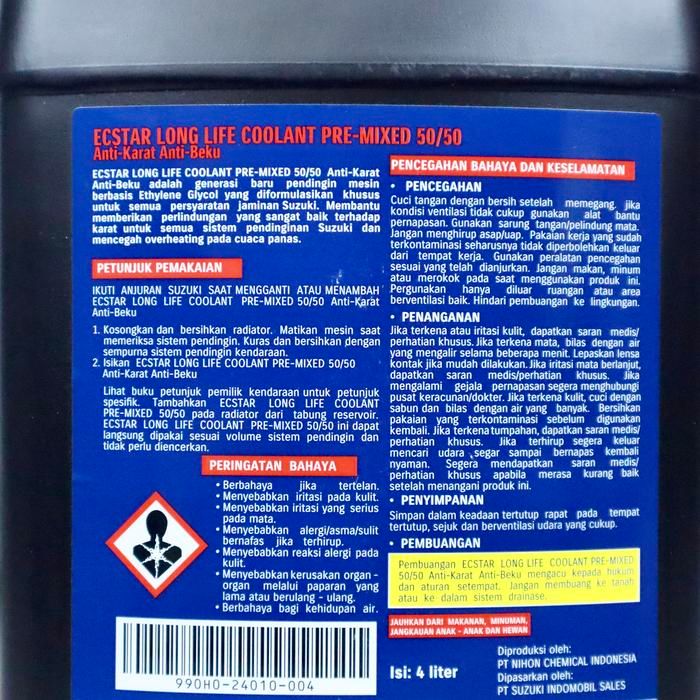 ECSTAR LONG LIFE COOLANT PRE-MIXED 50/50
Anti-Karat Anti-Beku
ECSTAR LONG LIFE COOLANT PRE-MIXED 50/50 Anti-Karat
Anti-Beku adalah generasi baru pendingin mesin
berbasis Ethylene Glycol yang diformulasikan khusus
untuk semua persyaratan jaminan Suzuki. Membantu
memberikan perlindungan yang sangat baik terhadap
karat untuk semua sistem pendinginan Suzuki dan
mencegah overheating pada cuaca panas.
PETUNJUK PEMAKAIAN
IKUTI ANJURAN SUZUKI SAAT MENGGANTI ATAU MENAMBAH
ECSTAR LONG LIFE COOLANT PRE-MIXED 50/50 Anti-Karat
Anti-Beku
1. Kosongkan dan bersihkan radiator. Matikan mesin saat
memeriksa sistem pendingin. Kuras dan bersihkan dengan
sempurna sistem pendingin kendaraan.
2. Isikan ECSTAR LONG LIFE COOLANT PRE-MIXED 50/50
Anti-Karat Anti-Beku
Lihat buku petunjuk pemilik kendaraan untuk petunjuk
spesifik. Tambahkan ECSTAR LONG LIFE COOLANT
PRE-MIXED 50/50 pada radiator dari tabung reservoir.
ECSTAR LONG LIFE COOLANT PRE-MIXED 50/50 ini dapat
langsung dipakai sesuai volume sistem pendingin dan
tidak perlu diencerkan.
PERINGATAN BAHAYA
• Berbahaya jika tertelan.
• Menyebabkan iritasi pada kulit.
• Menyebabkan iritasi yang serius
pada mata.
• Menyebabkan alergi/asma/sulit
bernafas jika terhirup.
• Menyebabkan reaksi alergi pada
kulit.
• Menyebabkan kerusakan organ -
organ melalui paparan yang
lama atau berulang - ulang.
• Berbahaya bagi kehidupan air.
990H0-24010-004
PENCEGAHAN BAHAYA DAN KESELAMATAN
• PENCEGAHAN
Cuci tangan dengan bersih setelah memegang. jika
kondisi ventilasi tidak cukup gunakan alat bantu
pernapasan. Gunakan sarung tangan/pelindung mata.
Jangan menghirup asap/uap. Pakaian kerja yang sudah
terkontaminasi seharusnya tidak diperbolehkan keluar
dari tempat kerja. Gunakan peralatan pencegahan
sesuai yang telah dianjurkan. Jangan makan, minum
atau merokok pada saat menggunakan produk ini.
Pergunakan hanya diluar ruangan atau area
berventilasi baik. Hindari pembuangan ke lingkungan.
• PENANGANAN
Jika terkena atau iritasi kulit, dapatkan saran medis/
perhatian khusus. Jika terkena mata, bilas dengan air
yang mengalir selama beberapa menit. Lepaskan lensa
kontak jika mudah dilakukan. Jika iritasi mata berlanjut,
dapatkan saran medis/perhatian khusus. Jika
mengalami gejala pernapasan segera menghubungi
pusat keracunan/dokter. Jika terkena kulit, cuci dengan
sabun dan bilas dengan air yang banyak. Bersihkan
pakaian yang terkontaminasi sebelum digunakan
kembali. Jika terkena tumpahan, dapatkan saran medis/
perhatian khusus. Jika terhirup segera keluar
mencari udara segar sampai bernapas kembali
nyaman. Segera mendapatkan saran medis/
perhatian khusus apabila merasa kurang baik
setelah menangani produk ini.
• PENYIMPANAN
Simpan dalam keadaan tertutup rapat pada tempat
tertutup, sejuk dan berventilasi udara yang cukup.
• PEMBUANGAN
Pembuangan ECSTAR LONG LIFE COOLANT PRE-MIXED
50/50 Anti-Karat Anti-Beku mengacu kepada hukum
dan aturan setempat. Jangan membuang ke tanah
atau ke dalam sistem drainase.
JAUHKAN DARI MAKANAN, MINUMAN,
JANGKAUAN ANAK - ANAK DAN HEWAN
Isi: 4 liter
Diproduksi oleh:
PT NIHON CHEMICAL INDONESIA
Dipasarkan oleh:
PT SUZUKI INDOMOBIL SALES